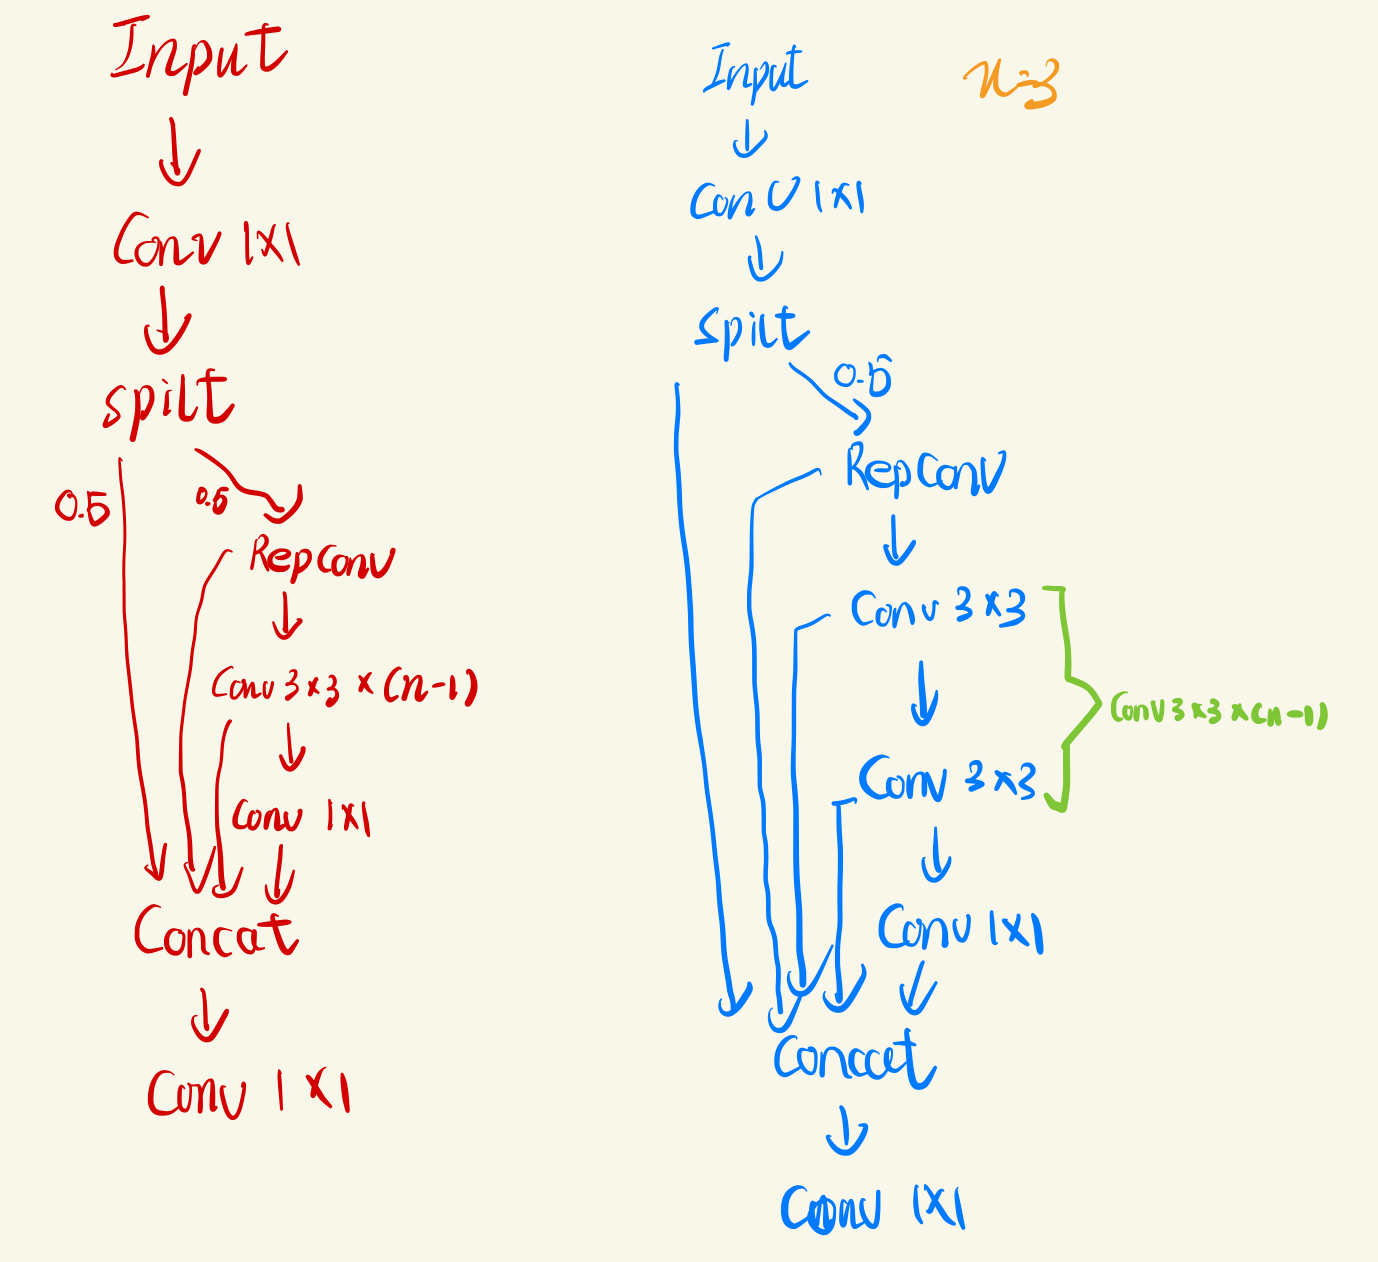 Input
Conv 1x1
spilt
0.5
0.5
RepConv
Conv 3x3 x (n-1)
Conv 1x1
Concat
Conv 1x1
Input
n=3
Conv 1x1
spilt
0.5
RepConv
Conv 3x3
Conv 3x3 x (n-1)
Conv 3x3
Conv 1x1
Concat
Conv 1x1